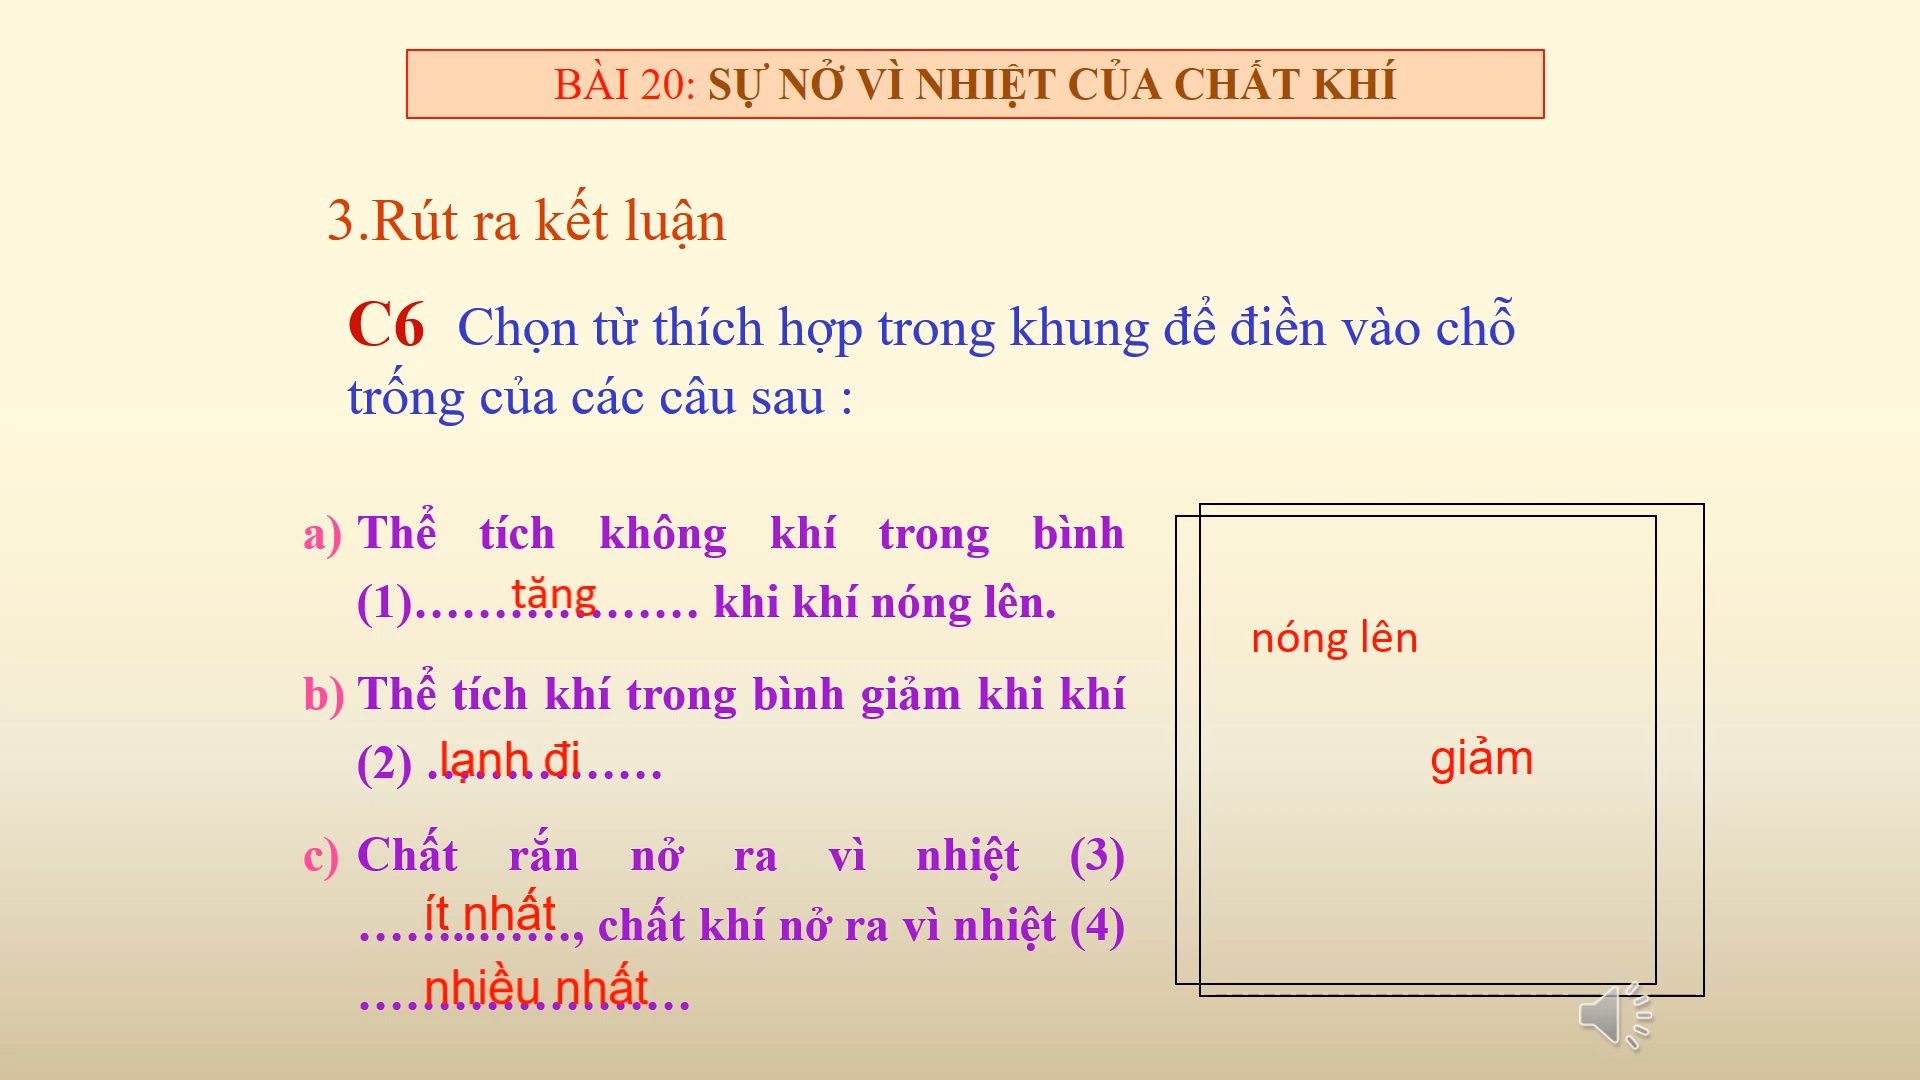 BÀI 20: SỰ NỞ VÌ NHIỆT CỦA CHẤT KHÍ
3.Rút ra kết luận
C6 Chọn từ thích hợp trong khung để điền vào chỗ
trống của các câu sau :
a) Thể tích không khí trong bình
(1)……tăng………… khi khí nóng lên.
b) Thể tích khí trong bình giảm khi khí
(2) lạnh đi……………
c) Chất rắn nở ra vì nhiệt (3)
……ít nhất……, chất khí nở ra vì nhiệt (4)
……nhiều nhất……
nóng lên
giảm